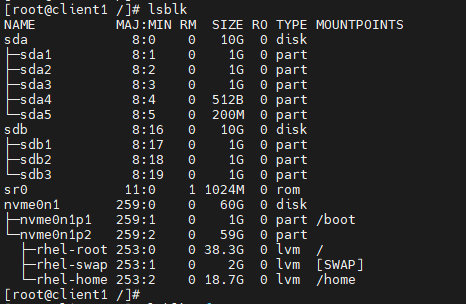 [root@client1 /]# lsblk
NAME          MAJ:MIN RM  SIZE RO TYPE MOUNTPOINTS
sda             8:0    0   10G  0 disk
├─sda1          8:1    0    1G  0 part
├─sda2          8:2    0    1G  0 part
├─sda3          8:3    0    1G  0 part
├─sda4          8:4    0  512B  0 part
└─sda5          8:5    0  200M  0 part
sdb             8:16   0   10G  0 disk
├─sdb1          8:17   0    1G  0 part
├─sdb2          8:18   0    1G  0 part
└─sdb3          8:19   0    1G  0 part
sr0            11:0    1 1024M  0 rom
nvme0n1       259:0    0   60G  0 disk
├─nvme0n1p1   259:1    0    1G  0 part /boot
└─nvme0n1p2   259:2    0   59G  0 part
  ├─rhel-root 253:0    0 38.3G  0 lvm  /
  ├─rhel-swap 253:1    0    2G  0 lvm  [SWAP]
  └─rhel-home 253:2    0 18.7G  0 lvm  /home
[root@client1 /]#